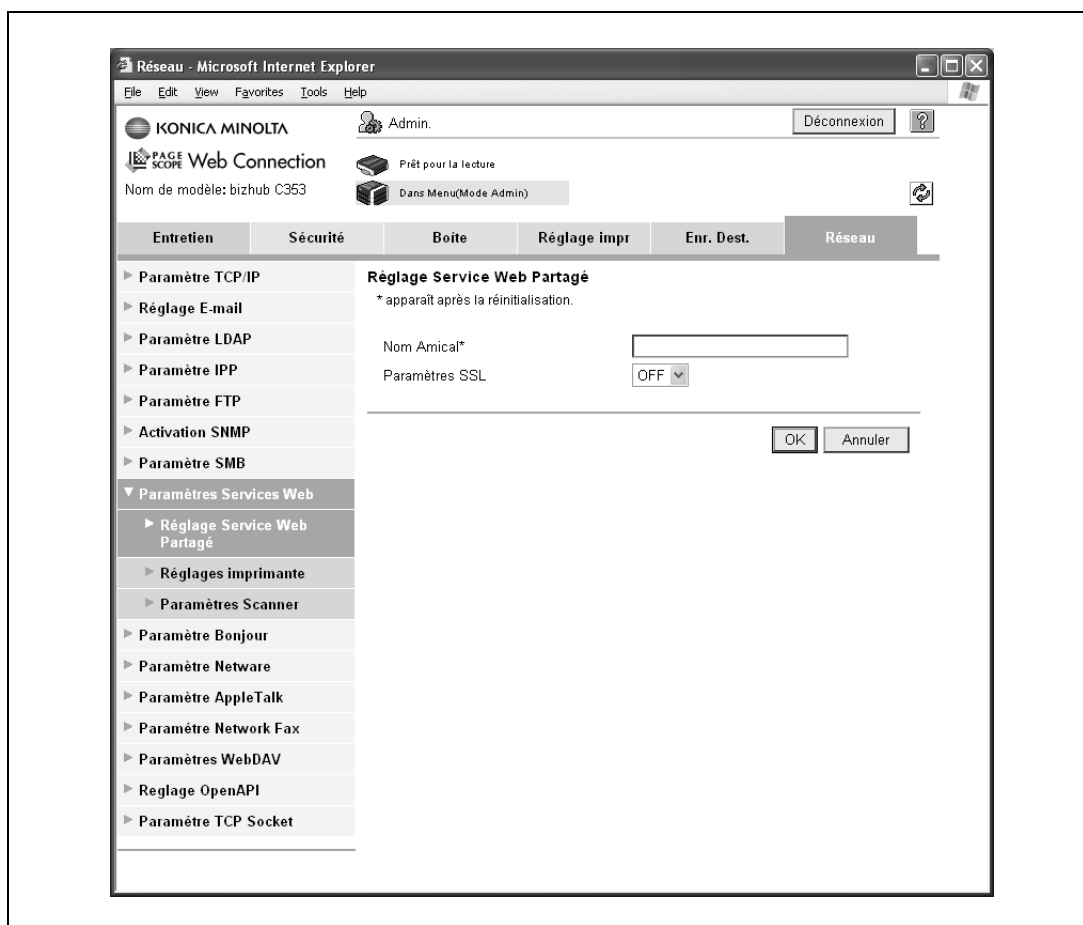 Réseau - Microsoft Internet Explorer
File Edit View Favorites Tools Help
KONICA MINOLTA
Admin.
Déconnexion
?
PAGE SCOPE Web Connection
Prêt pour la lecture
Nom de modèle: bizhub C353
Dans Menu(Mode Admin)
Entretien Sécurité Boîte Réglage impr Enr. Dest. Réseau
Paramètre TCP/IP
Réglage E-mail
Paramètre LDAP
Paramètre IPP
Paramètre FTP
Activation SNMP
Paramètre SMB
Paramètres Services Web
Réglage Service Web
Partagé
Réglages imprimante
Paramètres Scanner
Paramètre Bonjour
Paramètre Netware
Paramètre AppleTalk
Paramétre Network Fax
Paramètres WebDAV
Reglage OpenAPI
Paramétre TCP Socket
Réglage Service Web Partagé
* apparaît après la réinitialisation.
Nom Amical*
Paramètres SSL OFF
OK Annuler